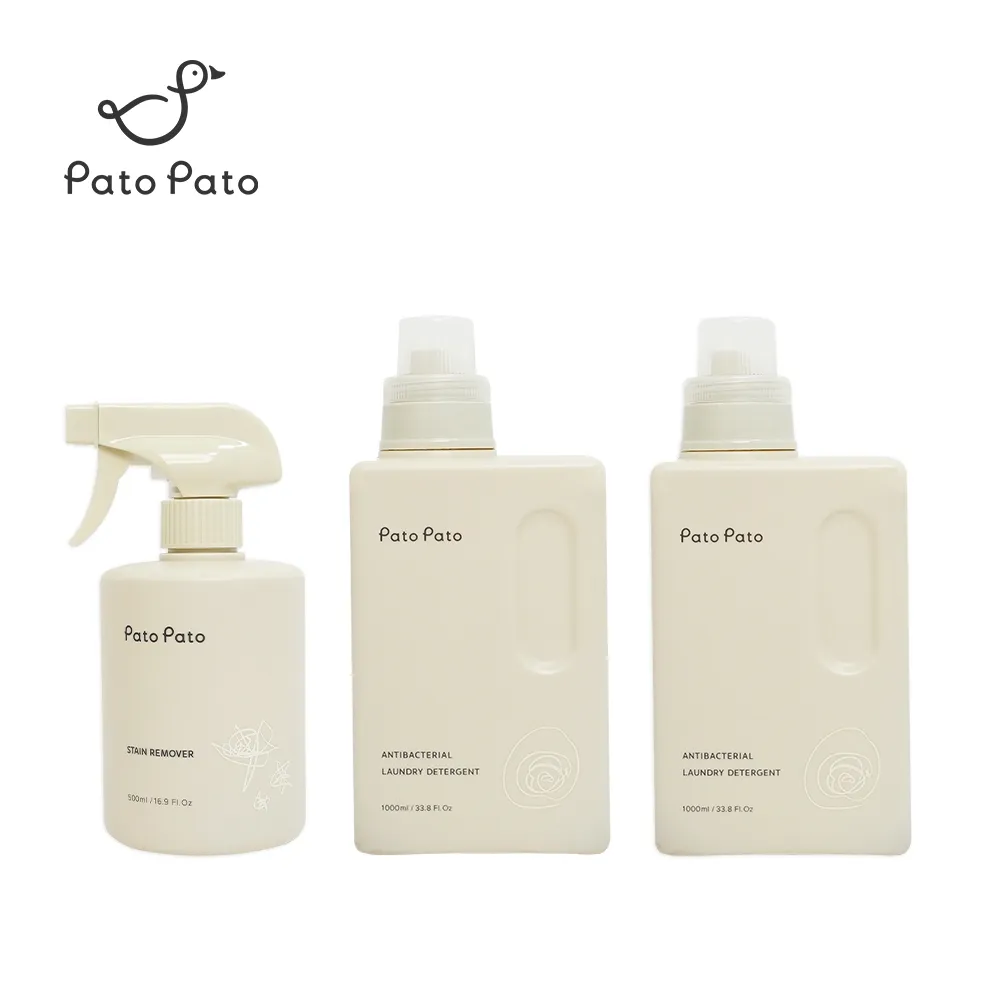 Pato Pato
Pato Pato
STAIN REMOVER
500ml / 16.9 Fl.Oz
Pato Pato
ANTIBACTERIAL
LAUNDRY DETERGENT
1000ml / 33.8 Fl.Oz
Pato Pato
ANTIBACTERIAL
LAUNDRY DETERGENT
1000ml / 33.8 Fl.Oz